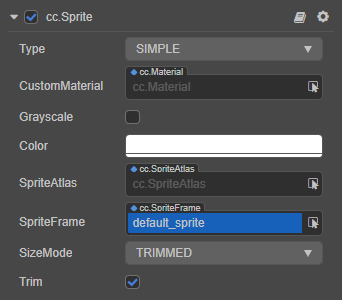 cc.Sprite
Type SIMPLE
cc.Material
CustomMaterial cc.Material
Grayscale
Color
cc.SpriteAtlas
SpriteAtlas cc.SpriteAtlas
cc.SpriteFrame
SpriteFrame default_sprite
SizeMode TRIMMED
Trim